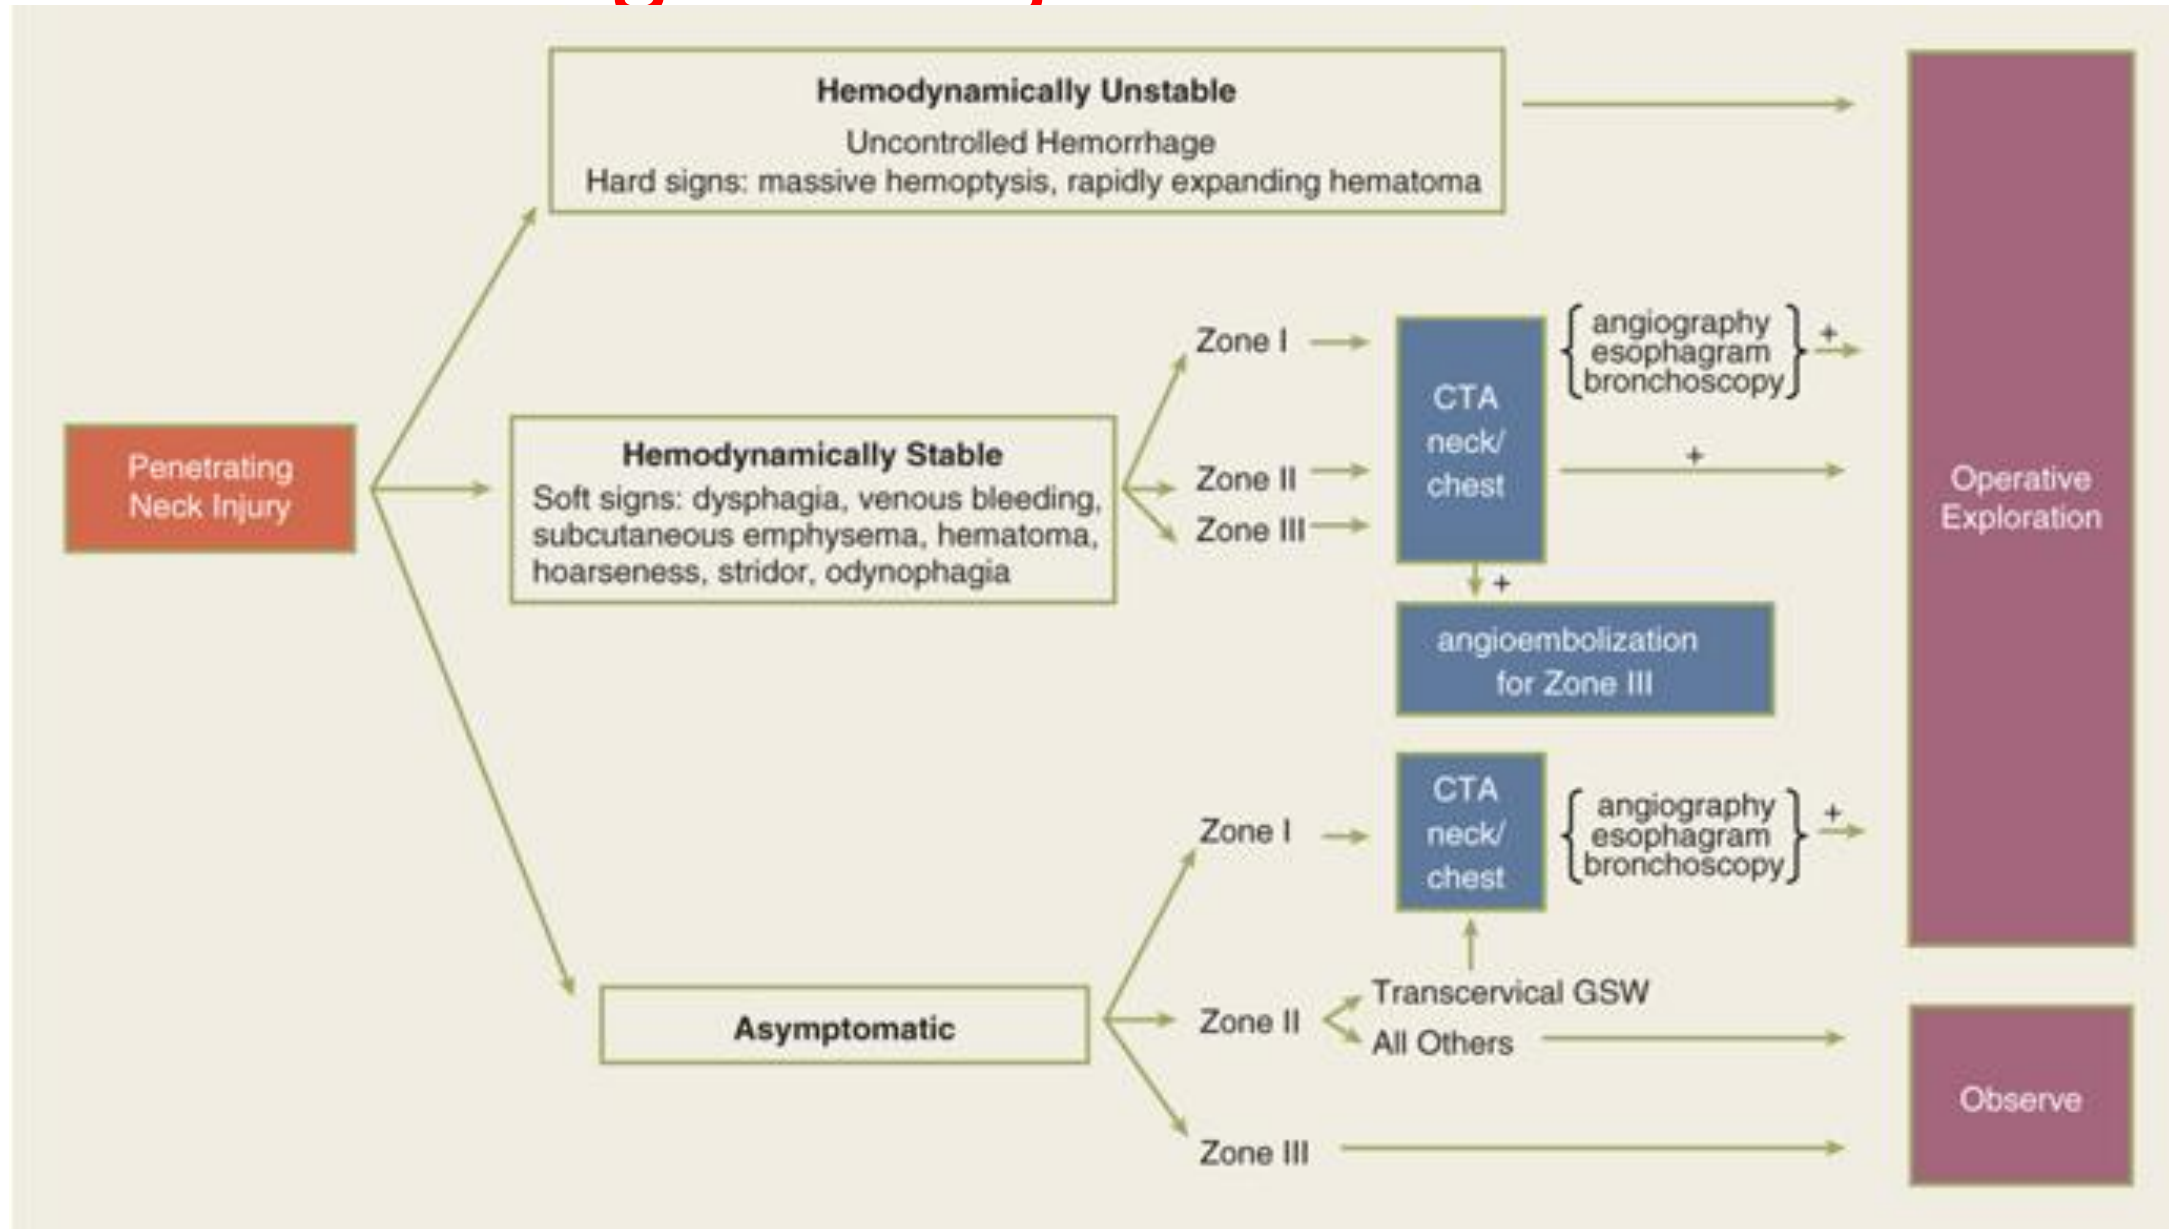 Hemodynamically Unstable
Uncontrolled Hemorrhage
Hard signs: massive hemoptysis, rapidly expanding hematoma
Penetrating
Neck Injury
Hemodynamically Stable
Soft signs: dysphagia, venous bleeding,
subcutaneous emphysema, hematoma,
hoarseness, stridor, odynophagia
Zone I
Zone II
Zone III
CTA
neck/
chest
angiography
esophagram
bronchoscopy
+
+
+
angioembolization
for Zone III
Operative
Exploration
Asymptomatic
Zone I
CTA
neck/
chest
angiography
esophagram
bronchoscopy
+
Zone II
Transcervical GSW
All Others
Zone III
Observe